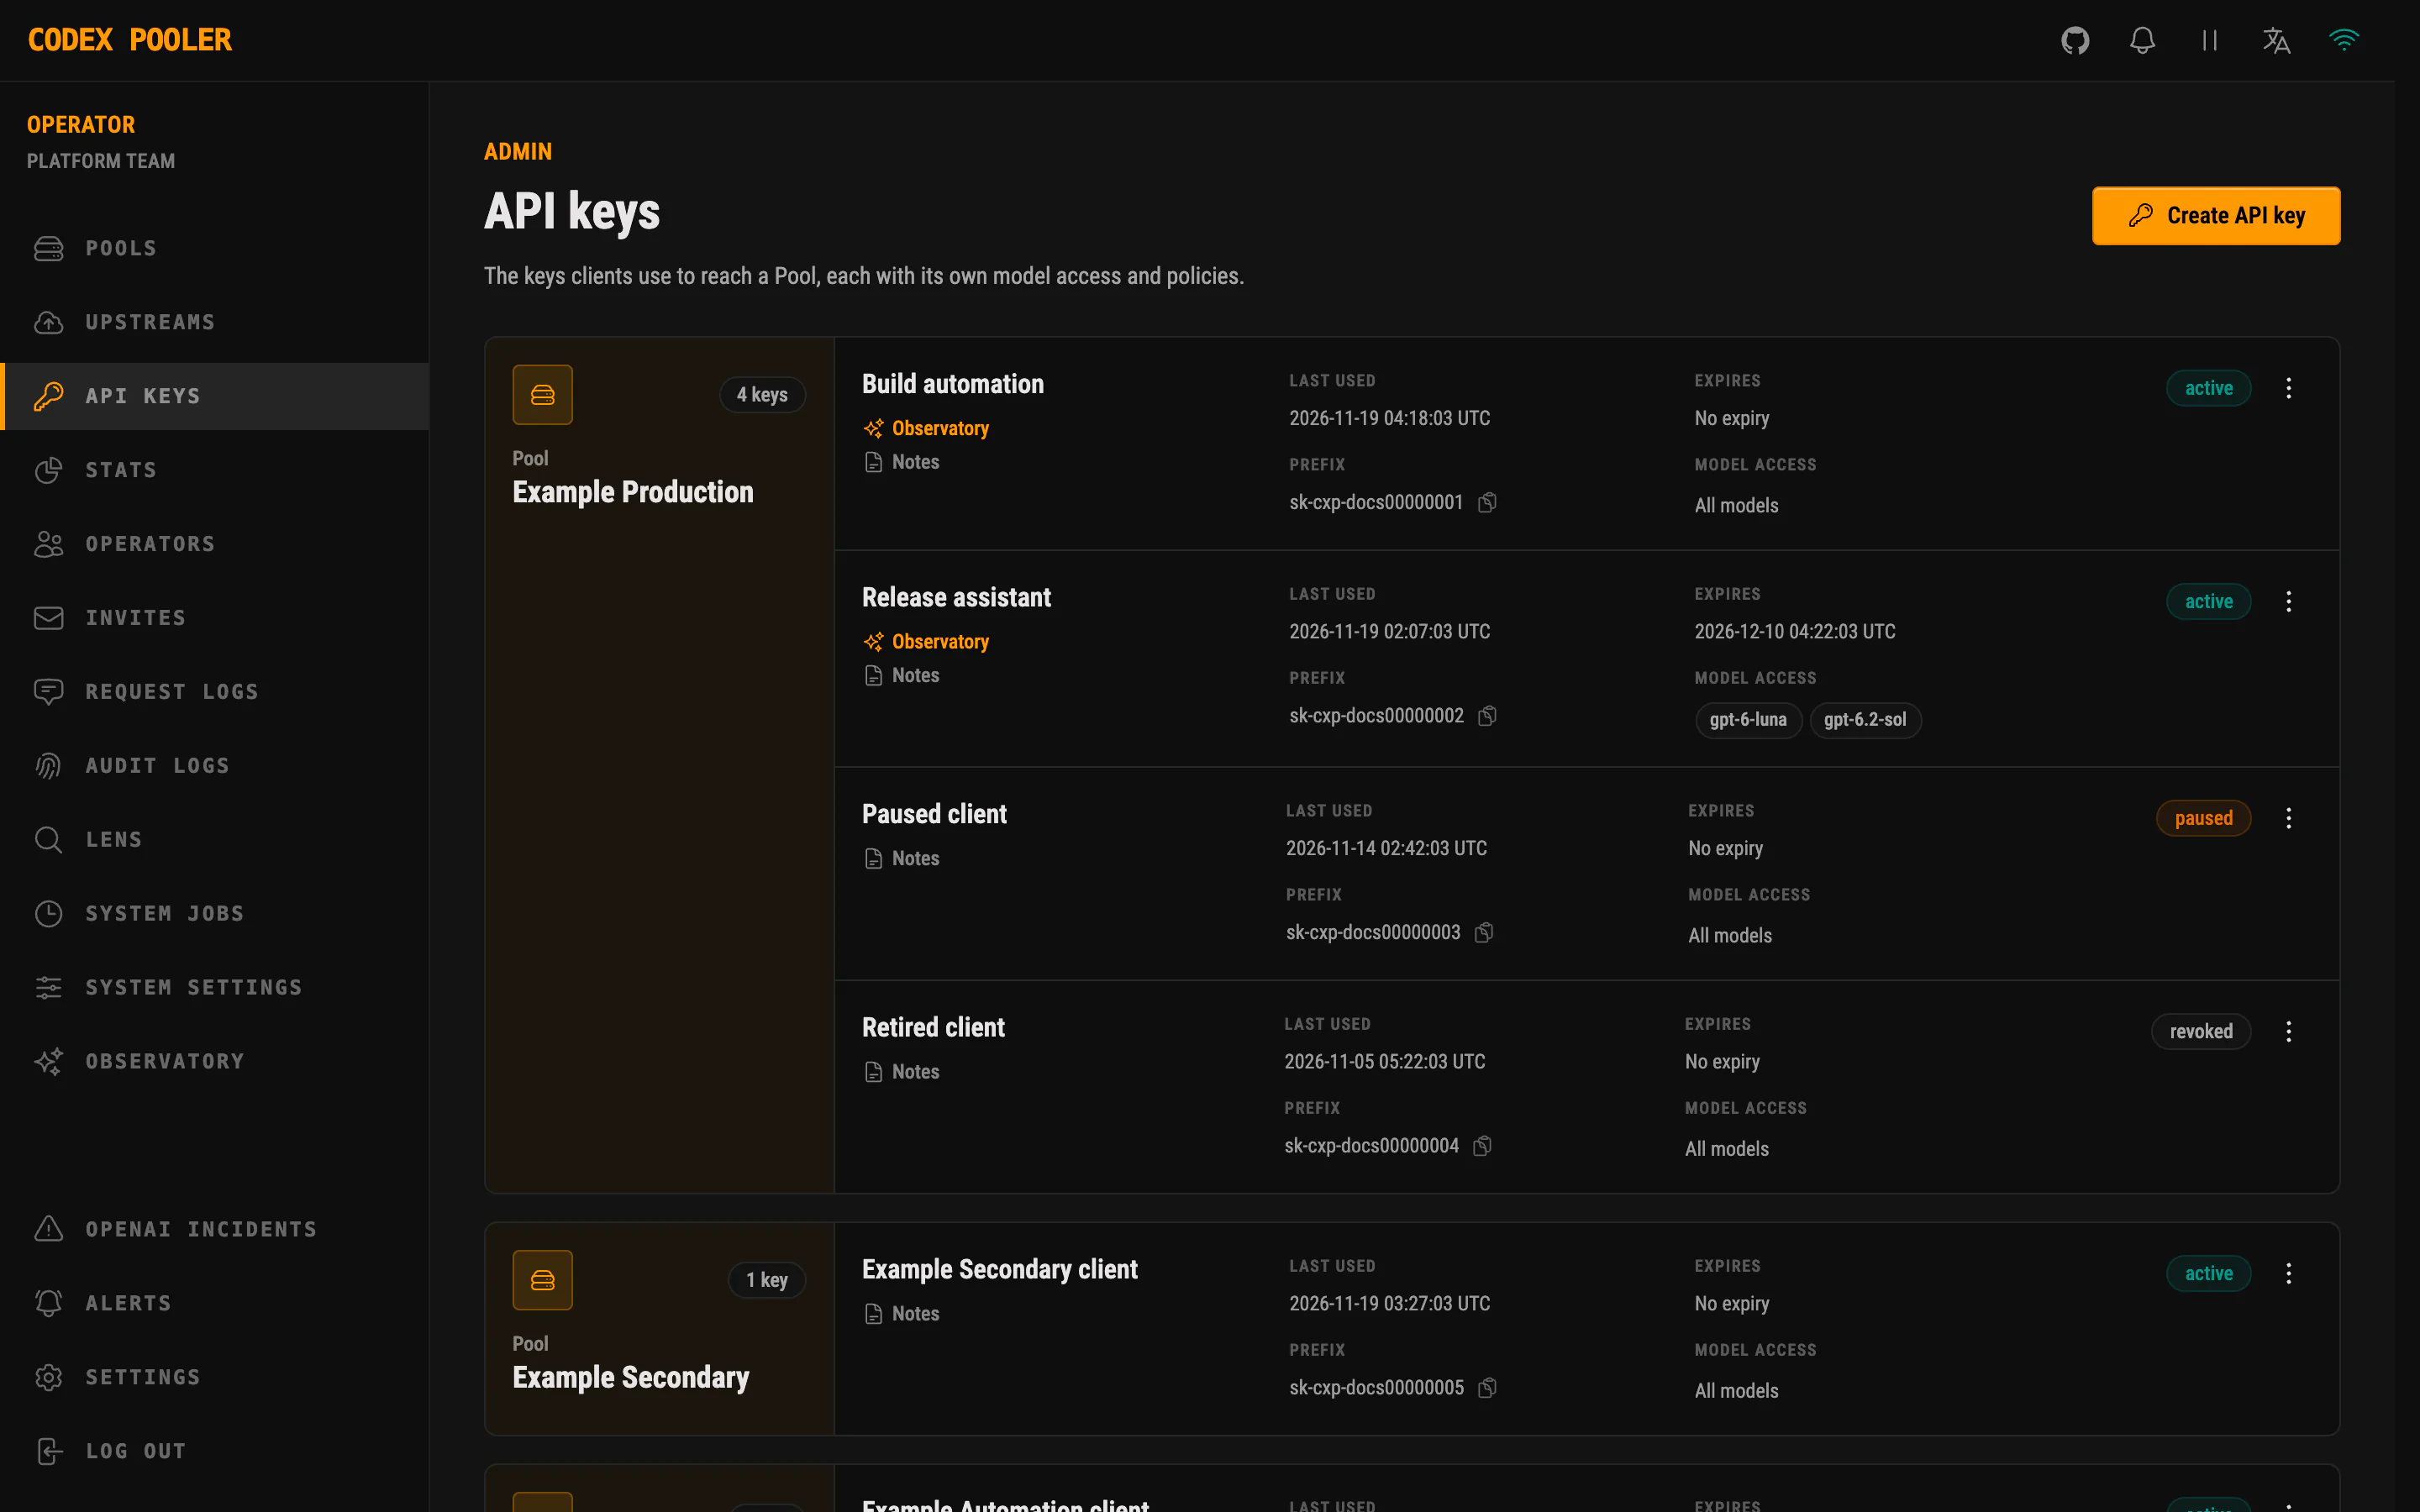 CODEX POOLER
OPERATOR
PLATFORM TEAM
POOLS
UPSTREAMS
API KEYS
STATS
OPERATORS
INVITES
REQUEST LOGS
AUDIT LOGS
LENS
SYSTEM JOBS
SYSTEM SETTINGS
OBSERVATORY
OPENAI INCIDENTS
ALERTS
SETTINGS
LOG OUT
ADMIN
API keys
Create API key
The keys clients use to reach a Pool, each with its own model access and policies.
4 keys
Pool
Example Production
Build automation
Observatory
Notes
LAST USED
2026-11-19 04:18:03 UTC
PREFIX
sk-cxp-docs00000001
EXPIRES
No expiry
MODEL ACCESS
All models
active
Release assistant
Observatory
Notes
LAST USED
2026-11-19 02:07:03 UTC
PREFIX
sk-cxp-docs00000002
EXPIRES
2026-12-10 04:22:03 UTC
MODEL ACCESS
gpt-6-luna gpt-6.2-sol
active
Paused client
Notes
LAST USED
2026-11-14 02:42:03 UTC
PREFIX
sk-cxp-docs00000003
EXPIRES
No expiry
MODEL ACCESS
All models
paused
Retired client
Notes
LAST USED
2026-11-05 05:22:03 UTC
PREFIX
sk-cxp-docs00000004
EXPIRES
No expiry
MODEL ACCESS
All models
revoked
1 key
Pool
Example Secondary
Example Secondary client
Notes
LAST USED
2026-11-19 03:27:03 UTC
PREFIX
sk-cxp-docs00000005
EXPIRES
No expiry
MODEL ACCESS
All models
active
Example Automation client
LAST USED
EXPIRES
active